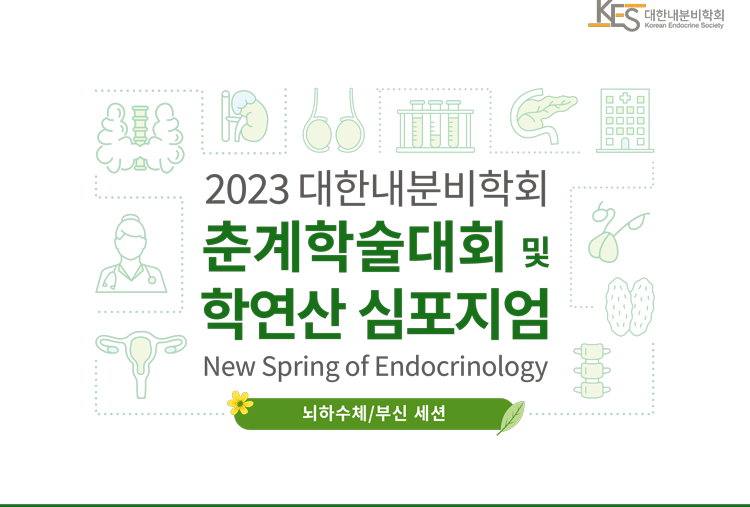 KES 대한내분비학회
Korean Endocrine Society
2023 대한내분비학회
춘계학술대회 및
학연산 심포지엄
New Spring of Endocrinology
뇌하수체/부신 세션